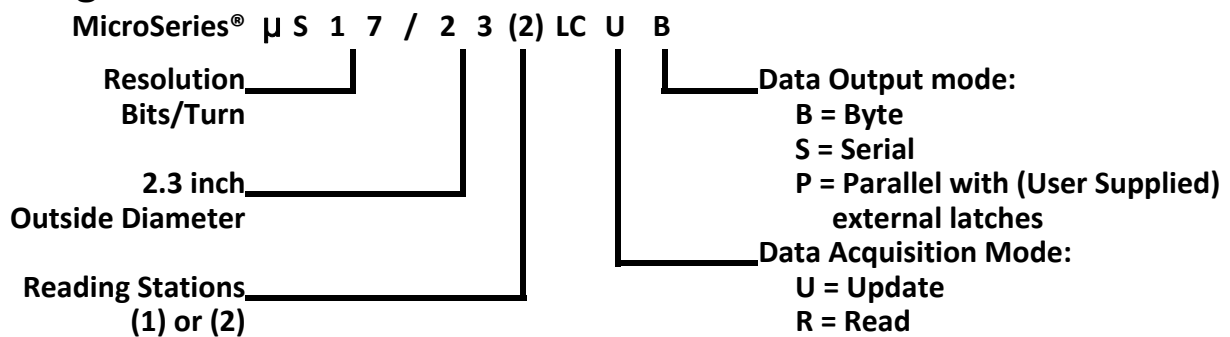 MicroSeries® μ S 1 7 / 2 3 (2) LC U B
Resolution
Bits/Turn
2.3 inch
Outside Diameter
Reading Stations
(1) or (2)
Data Output mode:
B = Byte
S = Serial
P = Parallel with (User Supplied)
external latches
Data Acquisition Mode:
U = Update
R = Read